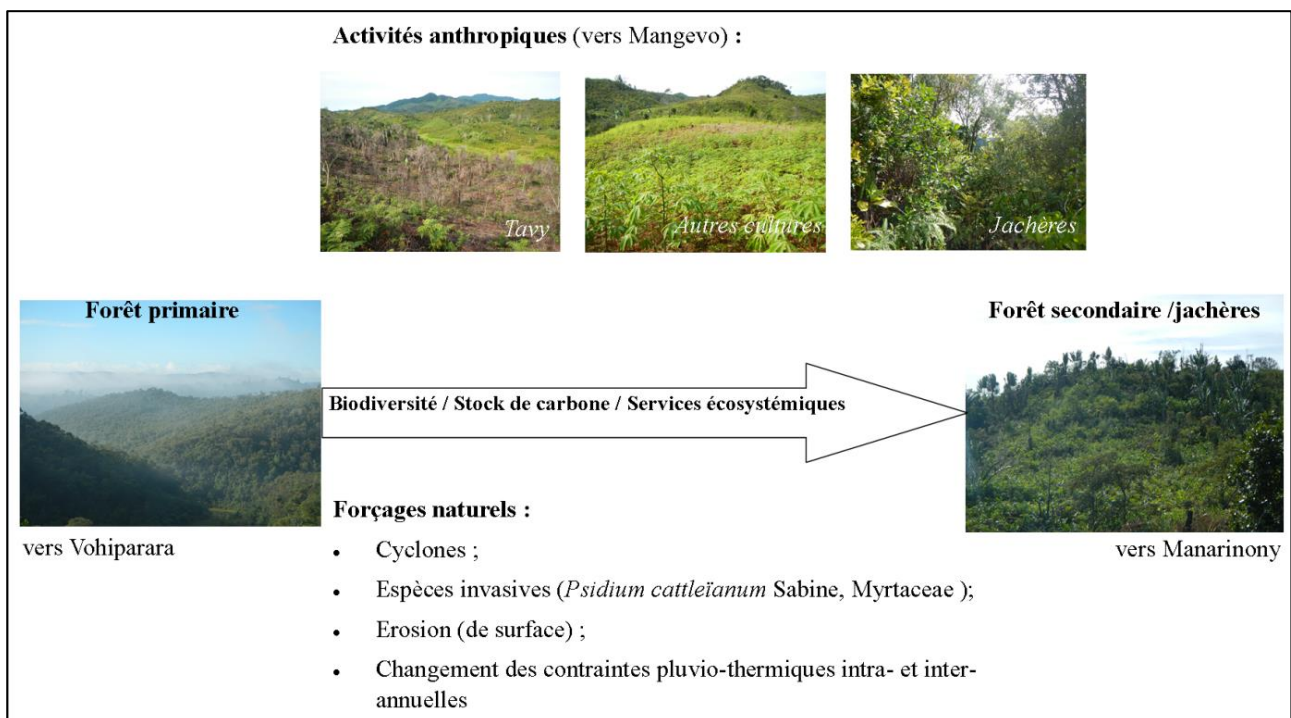 Activités anthropiques (vers Mangevo) :
Tavy
Autres cultures
Jachères
Forêt primaire
Forêt secondaire /jachères
Biodiversité / Stock de carbone / Services écosystémiques
vers Vohiparara
vers Manarinony
Forçages naturels :
• Cyclones ;
• Espèces invasives (Psidium cattleïanum Sabine, Myrtaceae );
• Erosion (de surface) ;
• Changement des contraintes pluvio-thermiques intra- et inter-
annuelles